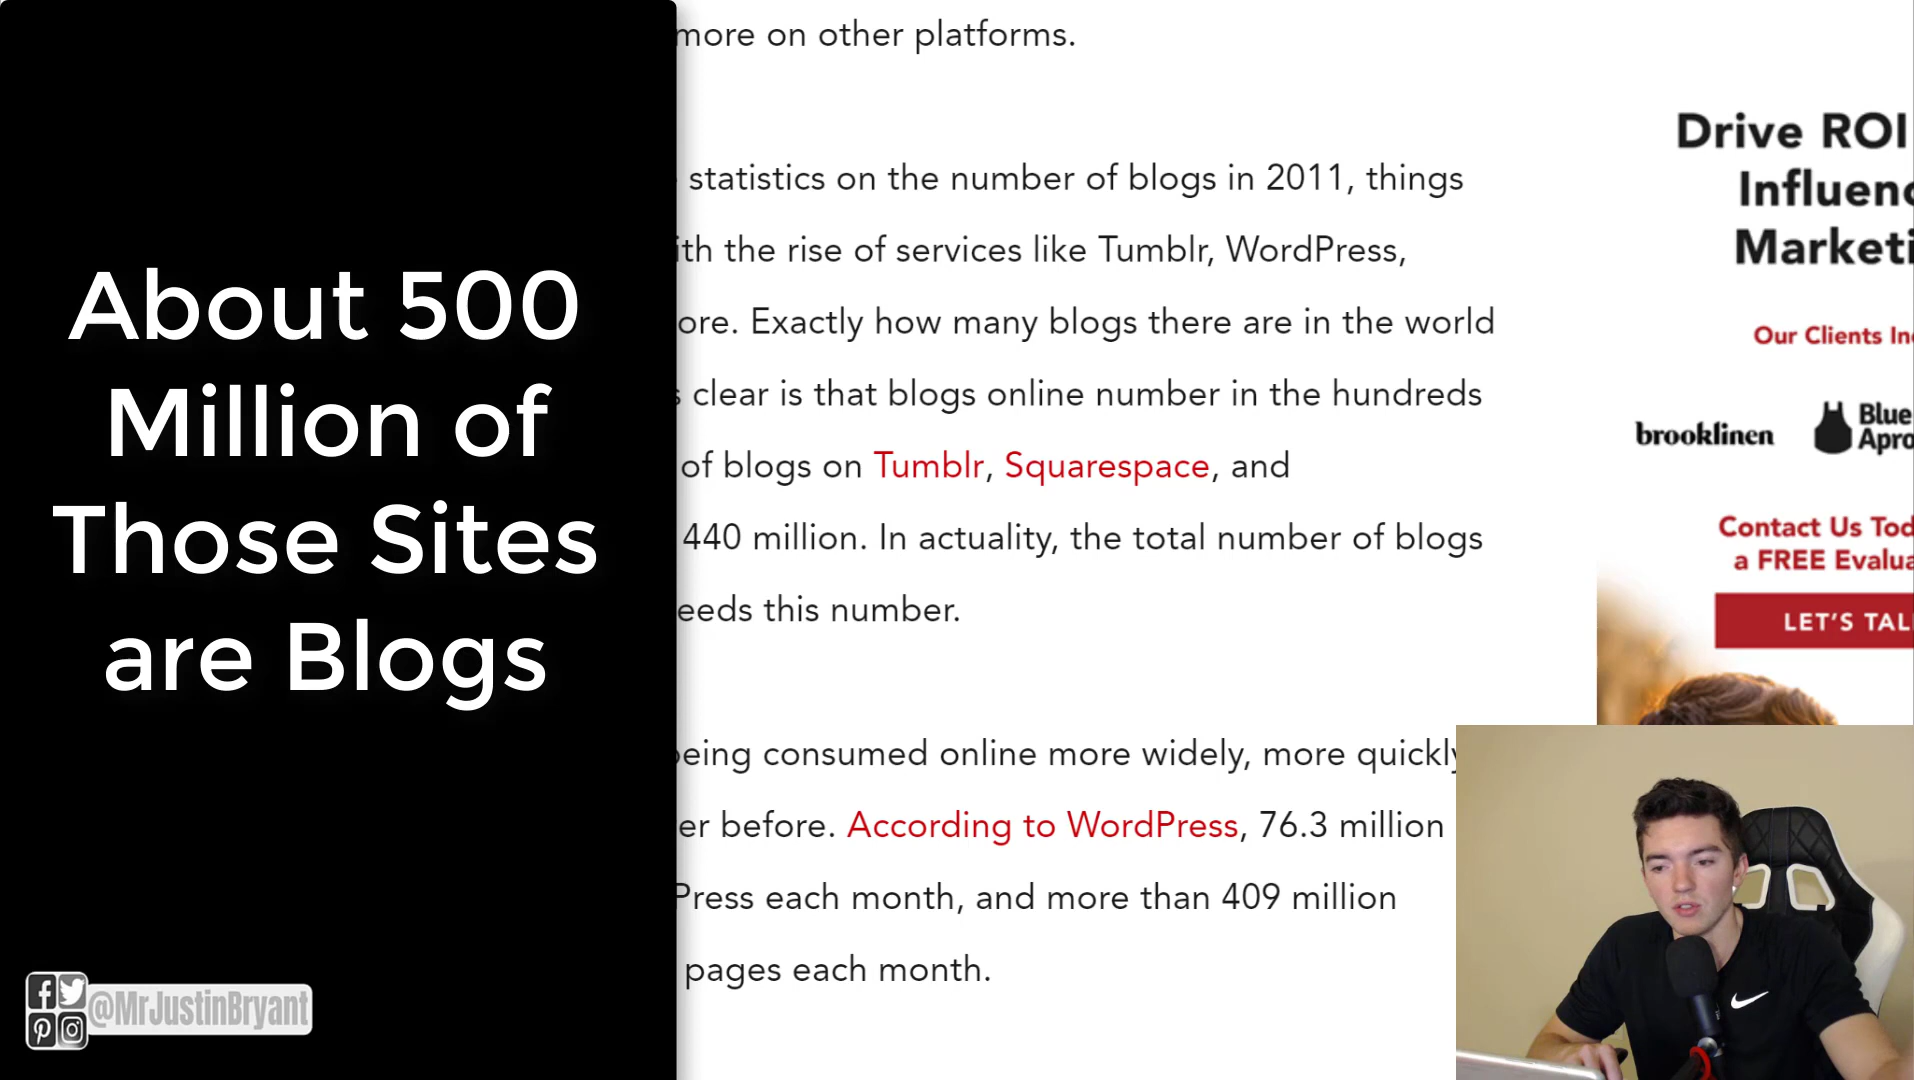 About 500
Million of
Those Sites
are Blogs
@MrJustinBryant
more on other platforms.
statistics on the number of blogs in 2011, things
ith the rise of services like Tumblr, WordPress,
ore. Exactly how many blogs there are in the world
clear is that blogs online number in the hundreds
of blogs on Tumblr, Squarespace, and
440 million. In actuality, the total number of blogs
eeds this number.
being consumed online more widely, more quickly
er before. According to WordPress, 76.3 million
Press each month, and more than 409 million
pages each month.
Drive ROI
Influenc
Marketi
Our Clients Inc
brooklinen
Blue
Apro
Contact Us Tod
a FREE Evalua
LET'S TAL